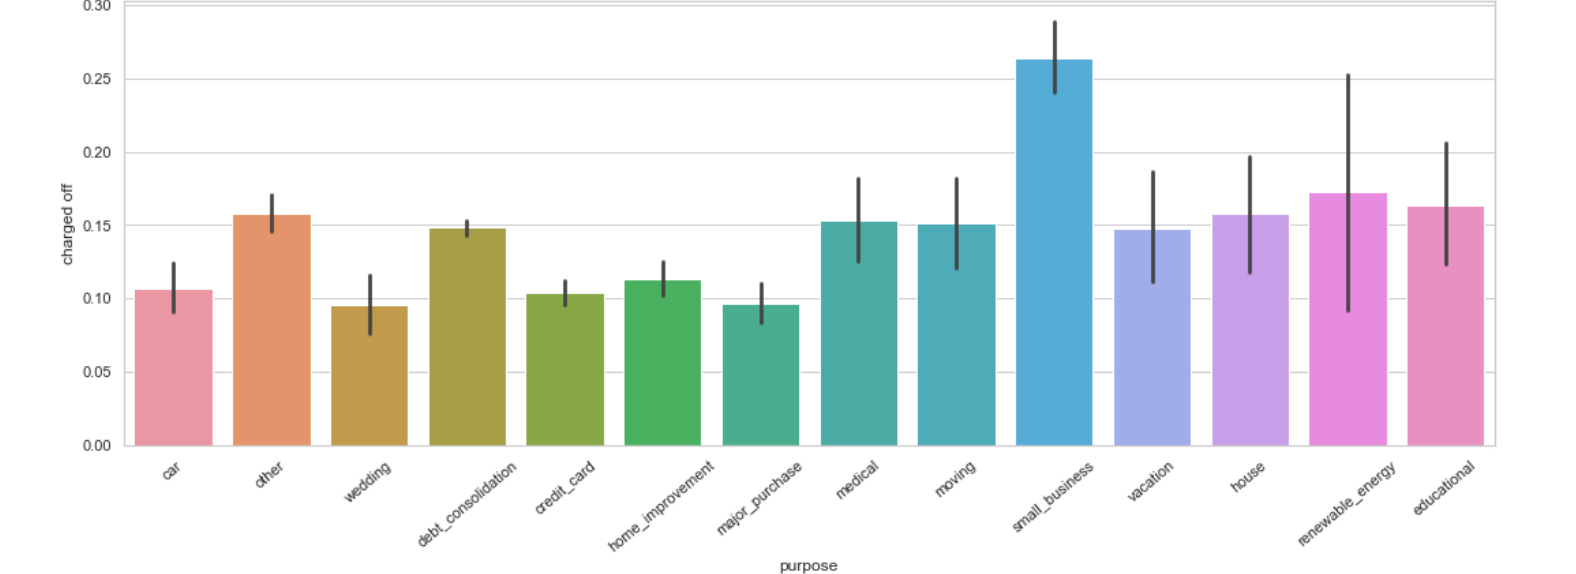 0.30
0.25
0.20
0.15
0.10
0.05
0.00
charged off
car
other
wedding
debt_consolidation
credit_card
home_improvement
major_purchase
medical
moving
small_business
vacation
house
renewable_energy
educational
purpose